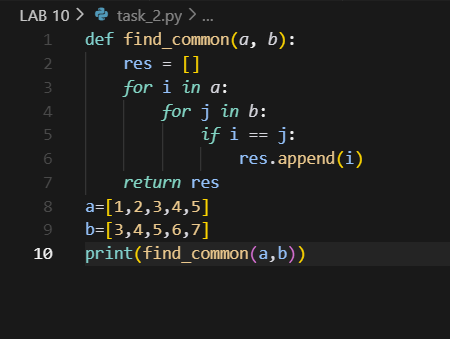 LAB 10 > task_2.py > ...
1 def find_common(a, b):
2     res = []
3     for i in a:
4         for j in b:
5             if i == j:
6                 res.append(i)
7     return res
8 a=[1,2,3,4,5]
9 b=[3,4,5,6,7]
10 print(find_common(a,b))